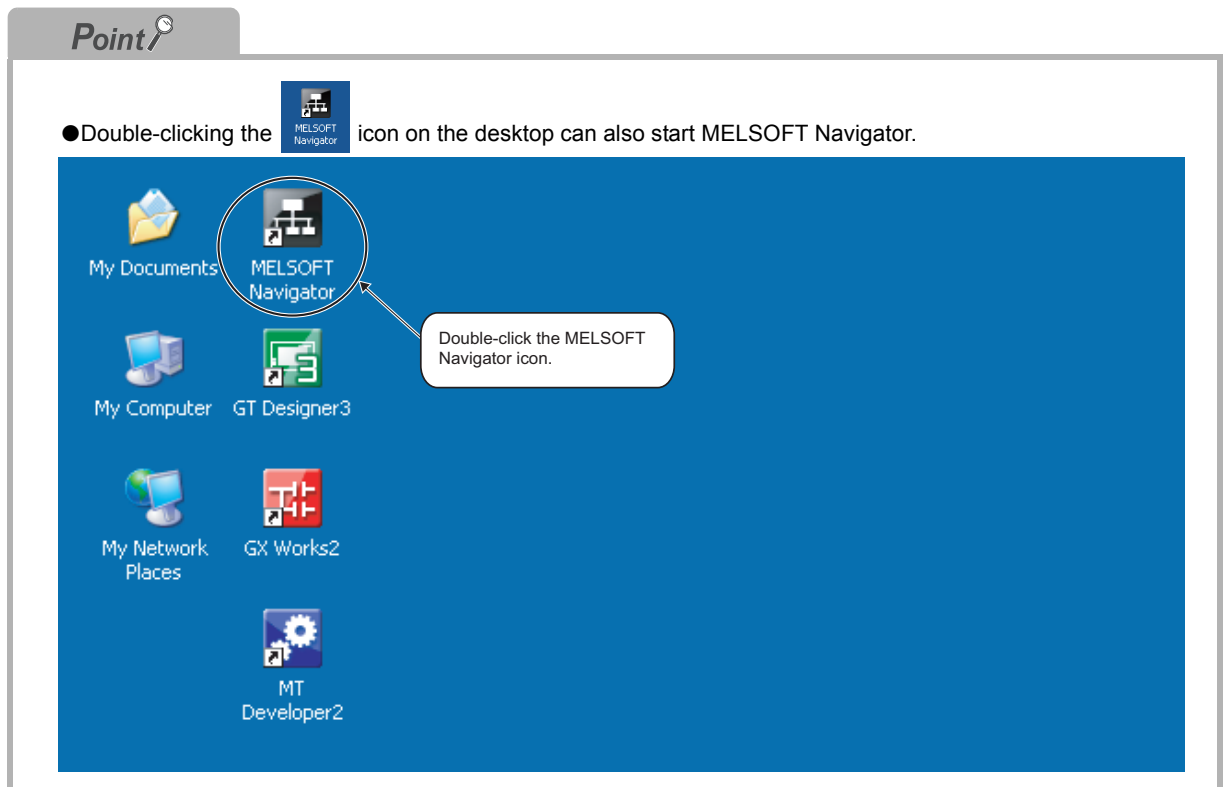 Point
●Double-clicking the MELSOFT Navigator icon on the desktop can also start MELSOFT Navigator.
My Documents
MELSOFT
Navigator
Double-click the MELSOFT
Navigator icon.
My Computer
GT Designer3
My Network
Places
GX Works2
MT
Developer2